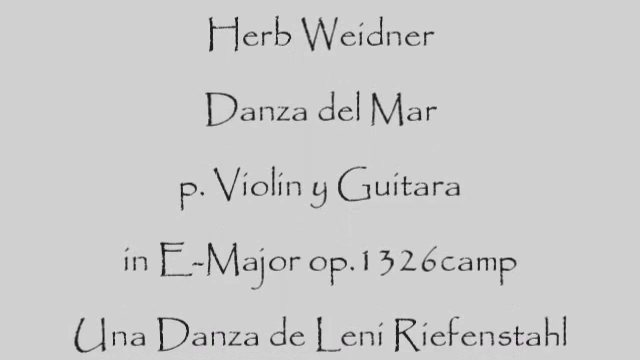 Herb Weidner
Danza del Mar
p. Violin y Guitara
in E-Major op.1326camp
Una Danza de Leni Riefenstahl